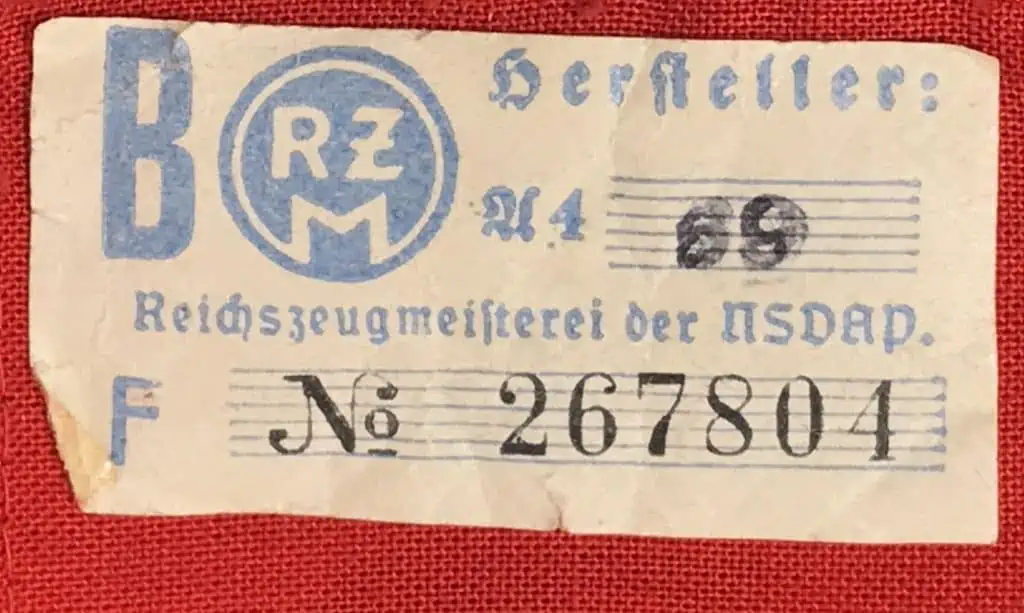 B RZM Hersteller:
A4 69
Reichszeugmeisterei der NSDAP.
F No 267804